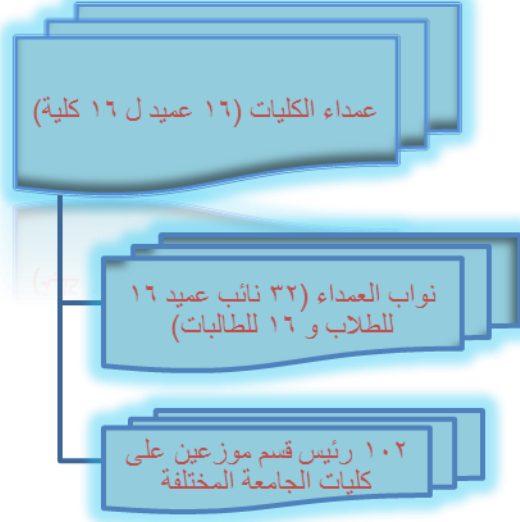 عمداء الكليات (١٦ عميد ل ١٦ كلية)
نواب العمداء (٣٢ نائب عميد ١٦
للطلاب و ١٦ للطالبات)
١٠٢ رئيس قسم موزعين على
كليات الجامعة المختلفة